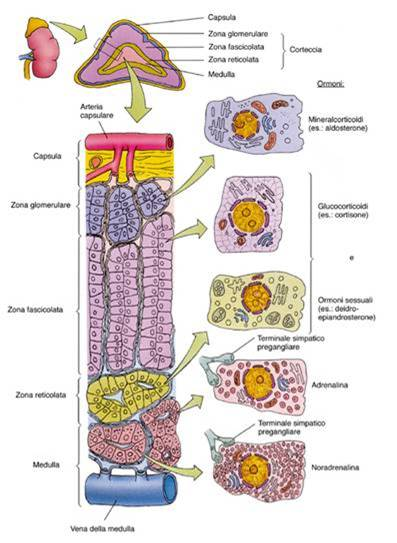 Capsula
Zona glomerulare
Zona fascicolata
Zona reticolata
Midulla
Corteccia
Ormoni:
Arteria
capsulare
Mineralcorticoidi
(es.: aldosterone)
Capsula
Zona glomerulare
Glucocorticoidi
(es.: cortisone)
e
Zona fascicolata
Ormoni sessuali
(es.: deidro-
epiandrosterone)
Terminale simpatico
pregangliare
Zona reticolata
Adrenalina
Terminale simpatico
pregangliare
Medulla
Noradrenalina
Vena della medulla